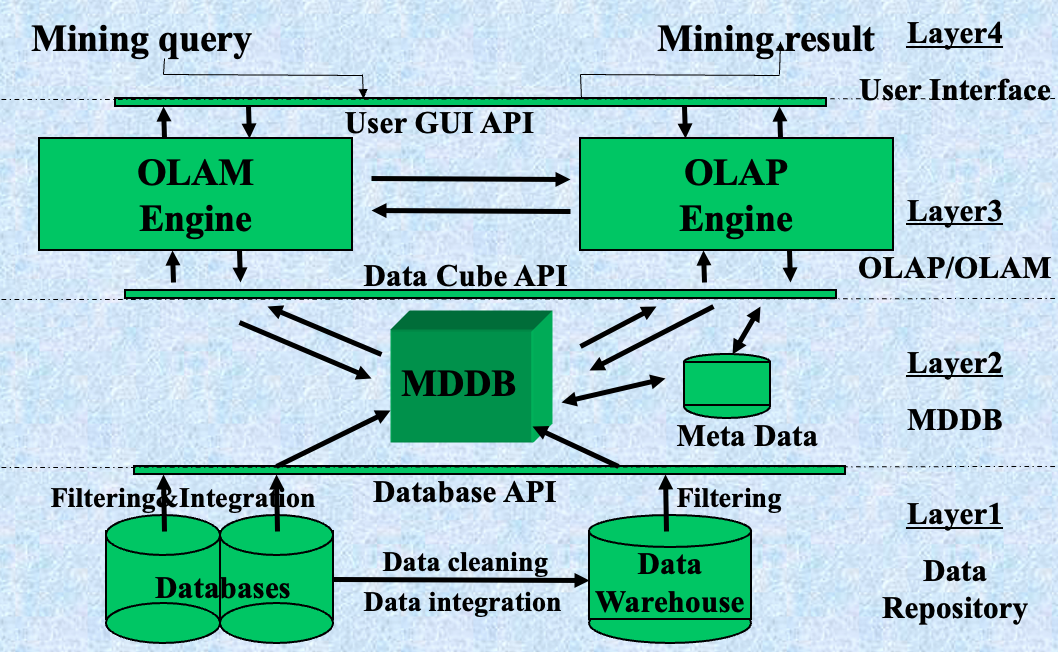 Mining query
Mining result
Layer4
User Interface
User GUI API
OLAM
Engine
OLAP
Engine
Layer3
OLAP/OLAM
Data Cube API
MDDB
Layer2
MDDB
Meta Data
Filtering&Integration
Database API
Filtering
Layer1
Data
Repository
Databases
Data cleaning
Data integration
Data
Warehouse